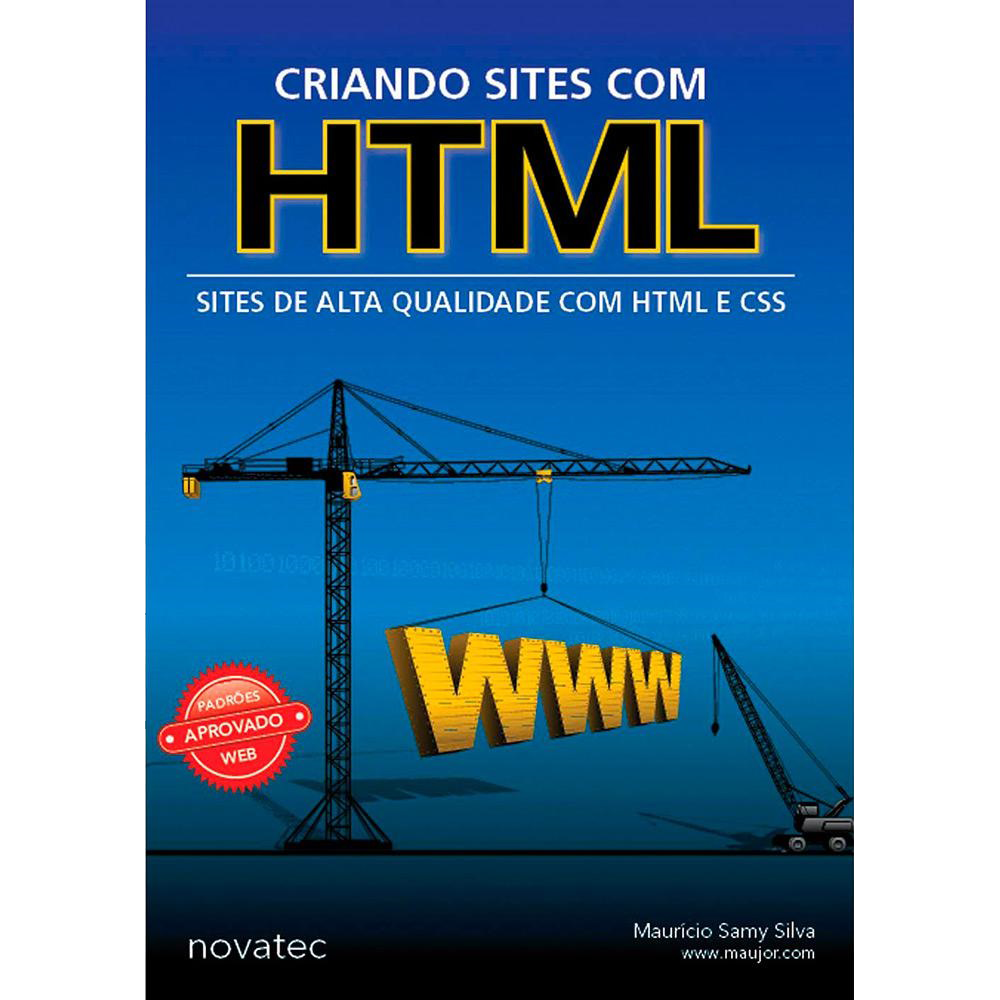 CRIANDO SITES COM
HTML
SITES DE ALTA QUALIDADE COM HTML E CSS
WWW
PADRÕES
APROVADO
WEB
novatec
Maurício Samy Silva
www.maujor.com